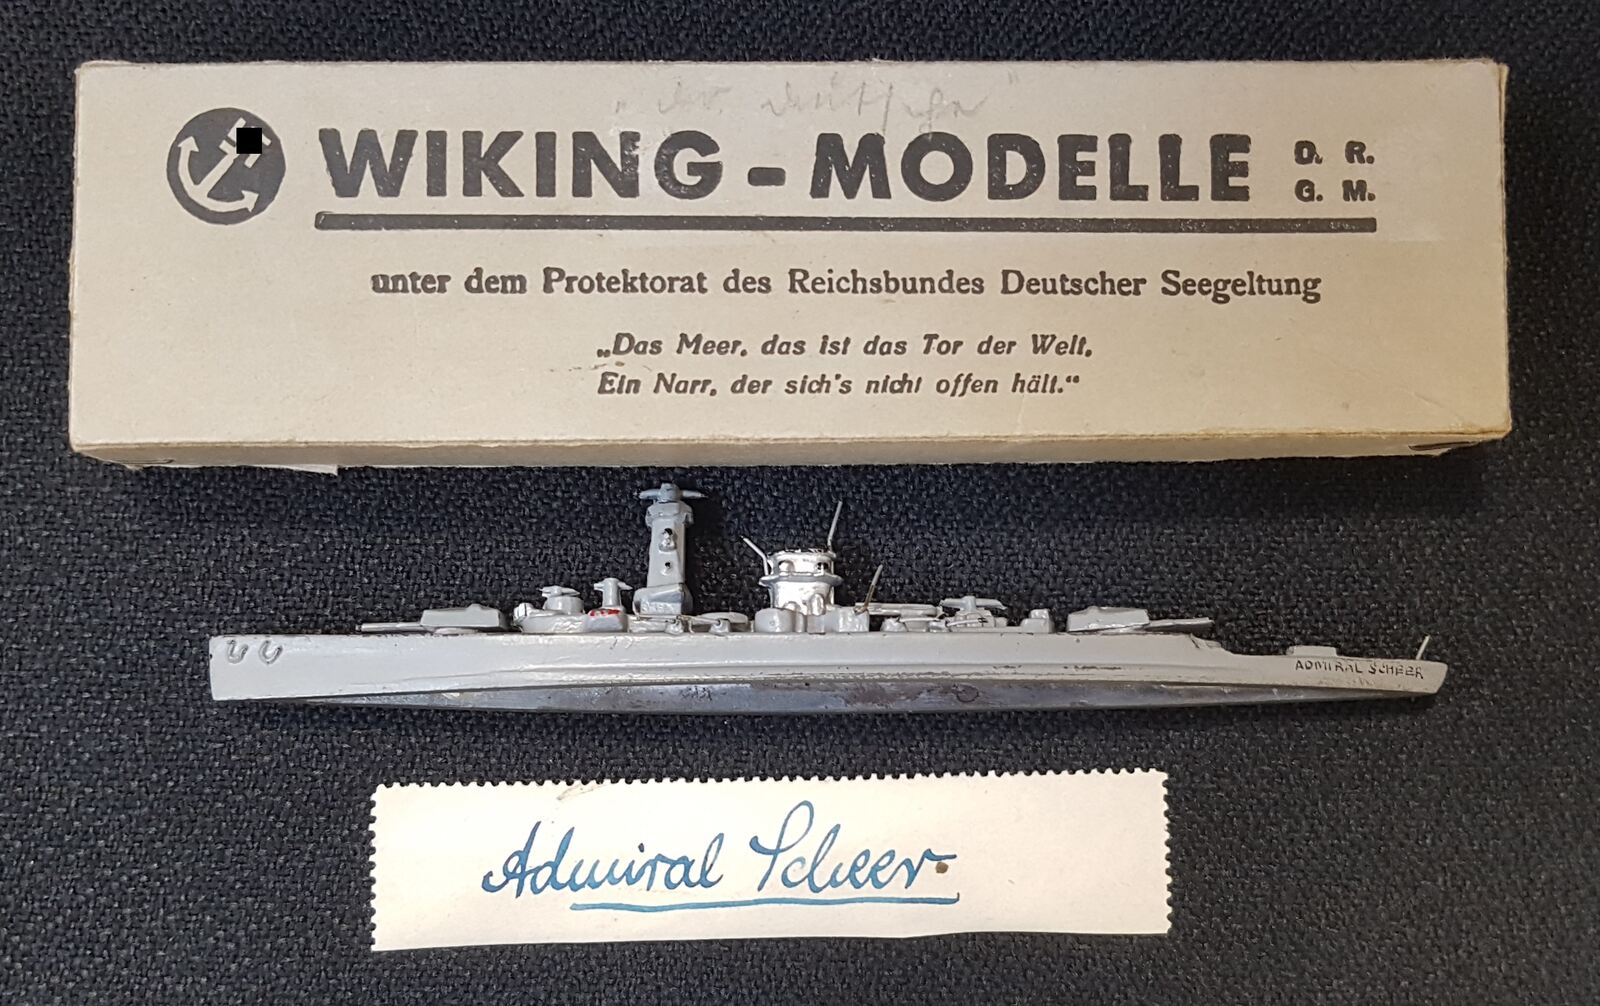 WIKING - MODELLE D. R.
G. M.
unter dem Protektorat des Reichsbundes Deutscher Seegeltung
„Das Meer, das ist das Tor der Welt,
Ein Narr, der sich's nicht offen hält.“
ADMIRAL SCHEER
Admiral Scheer